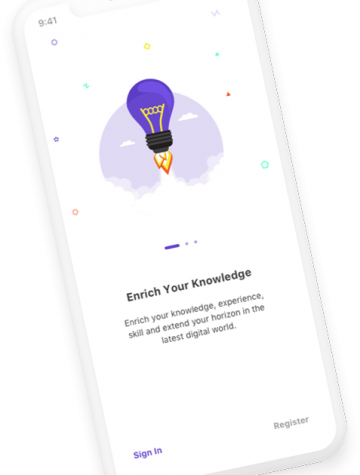 9:41
Enrich Your Knowledge
Enrich your knowledge, experience,
skill and extend your horizon in the
latest digital world.
Sign In
Register